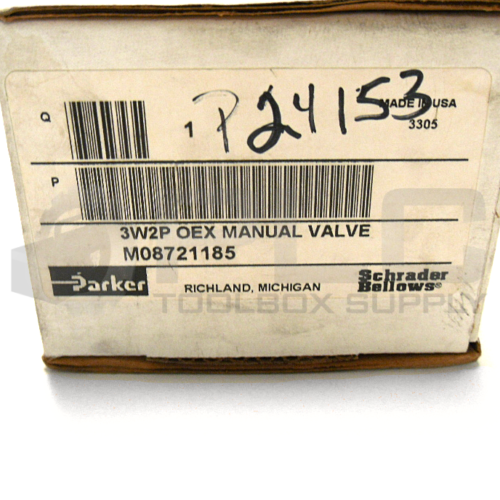 Q
1 P24153
MADE IN USA
3305
P
3W2P OEX MANUAL VALVE
M08721185
Parker
RICHLAND, MICHIGAN
Schrader
Bellows®
TOOLBOX SUPPLY